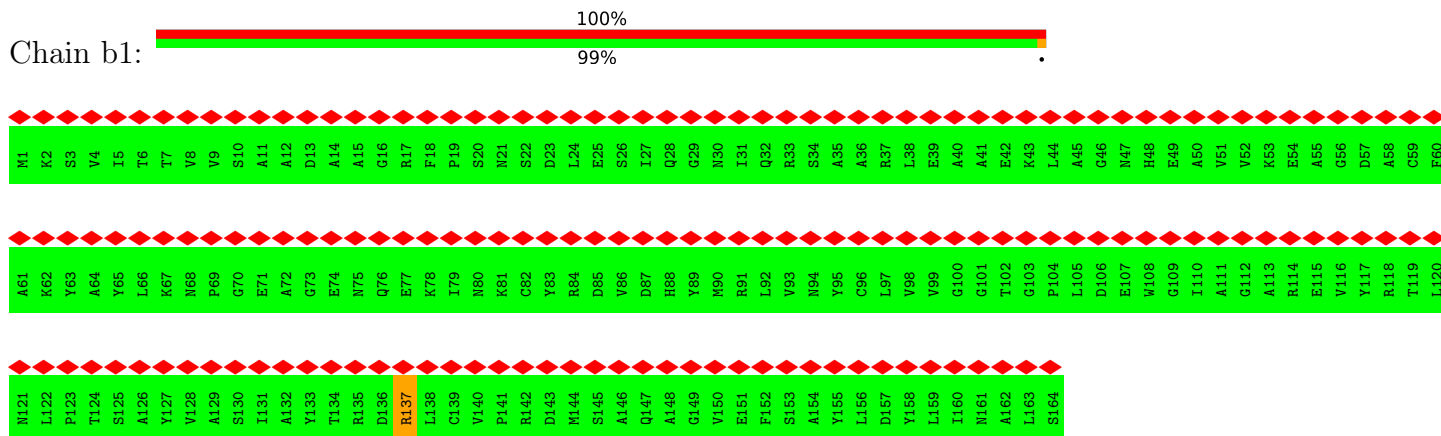 100%
Chain b1:
99% •
M1 K2 S3 V4 I5 T6 T7 V8 V9 S10 A11 A12 D13 A14 A15 G16 R17 F18 P19 S20 N21 S22 D23 L24 E25 S26 I27 Q28 G29 N30 I31 Q32 R33 S34 A35 A36 R37 L38 E39 A40 A41 E42 K43 L44 A45 G46 N47 H48 E49 A50 V51 V52 K53 E54 A55 G56 D57 A58 C59 F60
A61 K62 Y63 A64 Y65 L66 K67 N68 P69 G70 E71 A72 G73 E74 N75 Q76 E77 K78 I79 N80 K81 C82 Y83 R84 D85 V86 D87 H88 Y89 M90 R91 L92 V93 N94 Y95 C96 L97 V98 V99 G100 G101 T102 G103 P104 L105 D106 E107 W108 G109 I110 A111 G112 A113 R114 E115 V116 Y117 R118 T119 L120
N121 L122 P123 T124 S125 A126 Y127 V128 A129 S130 I131 A132 Y133 T134 R135 D136 R137 L138 C139 V140 P141 R142 D143 M144 S145 A146 Q147 A148 G149 V150 E151 F152 S153 A154 Y155 L156 D157 Y158 L159 I160 N161 A162 L163 S164